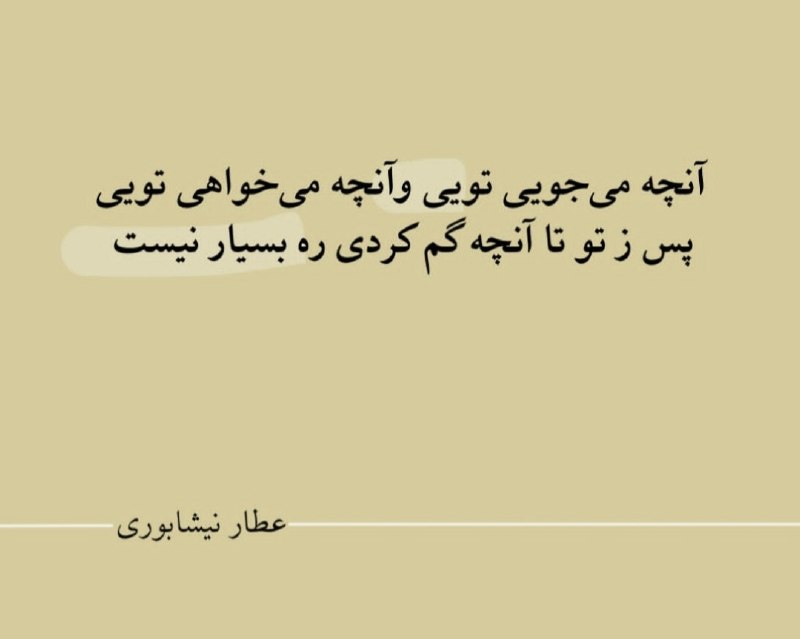 آنچه می‌جویی تویی وآنچه می‌خواهی تویی
پس ز تو تا آنچه گم کردی ره بسیار نیست
عطار نیشابوری